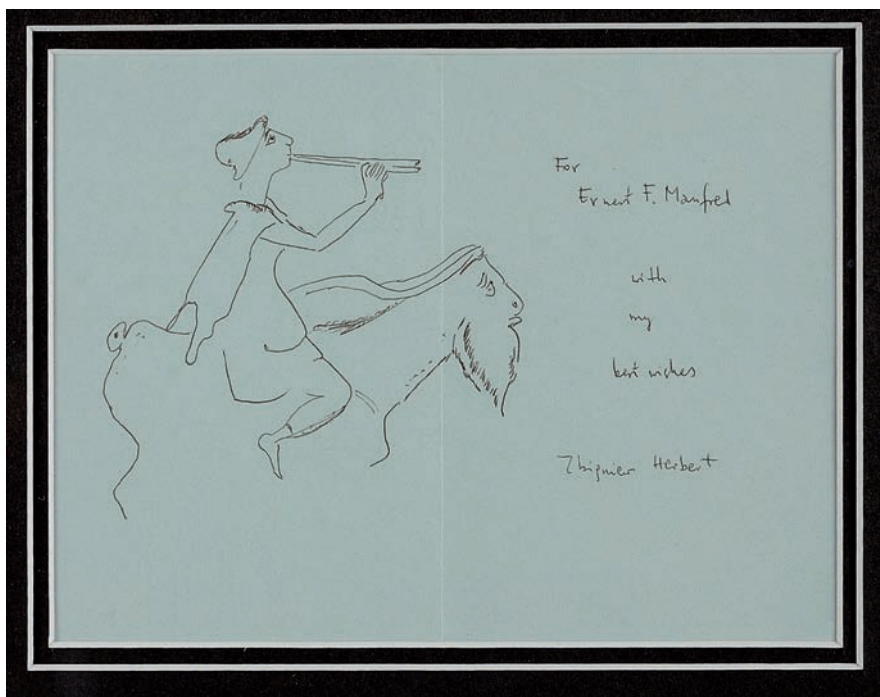 For
Ernest F. Manfred
with
my
best wishes
Zbigniew Herbert